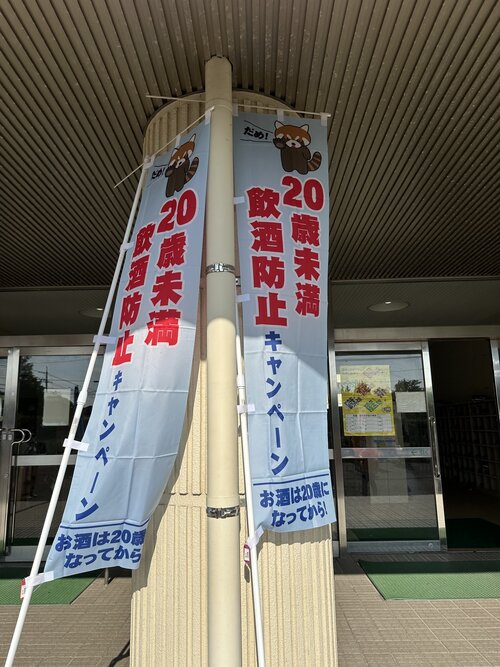 だめ!
20歳未満
飲酒防止
キャンペーン
お酒は20歳に
なってから!
だめ!
20歳未満
飲酒防止
キャンペーン
お酒は20歳に
なってから!